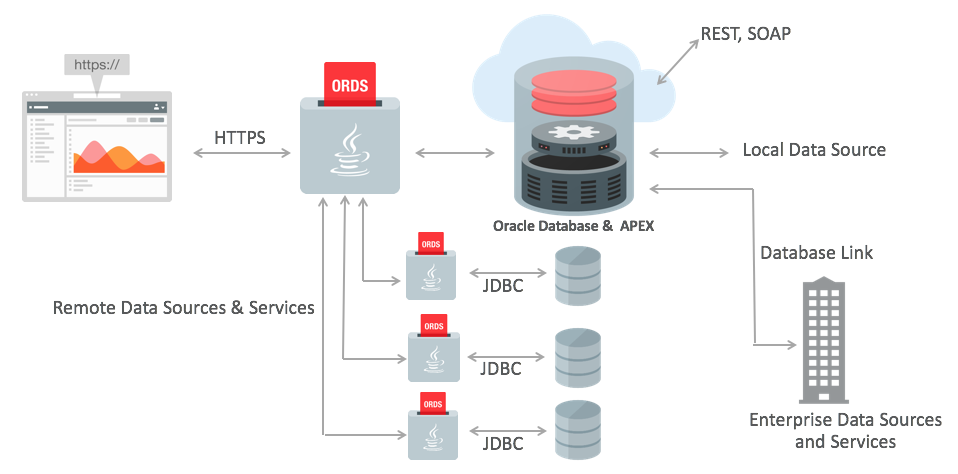 REST, SOAP
https://
ORDS
HTTPS
Local Data Source
Oracle Database & APEX
ORDS
Database Link
JDBC
Remote Data Sources & Services
ORDS
JDBC
ORDS
Enterprise Data Sources
and Services
JDBC